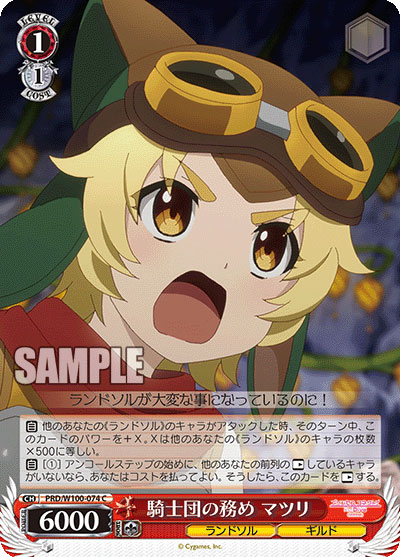 LEVEL
1
1
COST
SAMPLE
ランドソルが大変な事になっているのに！
【自】 他のあなたの《ランドソル》のキャラがアタックした時、そのターン中、こ
のカードのパワーを＋X。Xは他のあなたの《ランドソル》のキャラの枚数
×500に等しい。
【自】［(1)］ アンコールステップの始めに、他のあなたの前列の【レスト】しているキャラ
がいないなら、あなたはコストを払ってよい。そうしたら、このカードを【レスト】する。
PRD/W100-074 C
6000
騎士団の務め マツリ
ランドソル
ギルド
© Cygames, Inc.